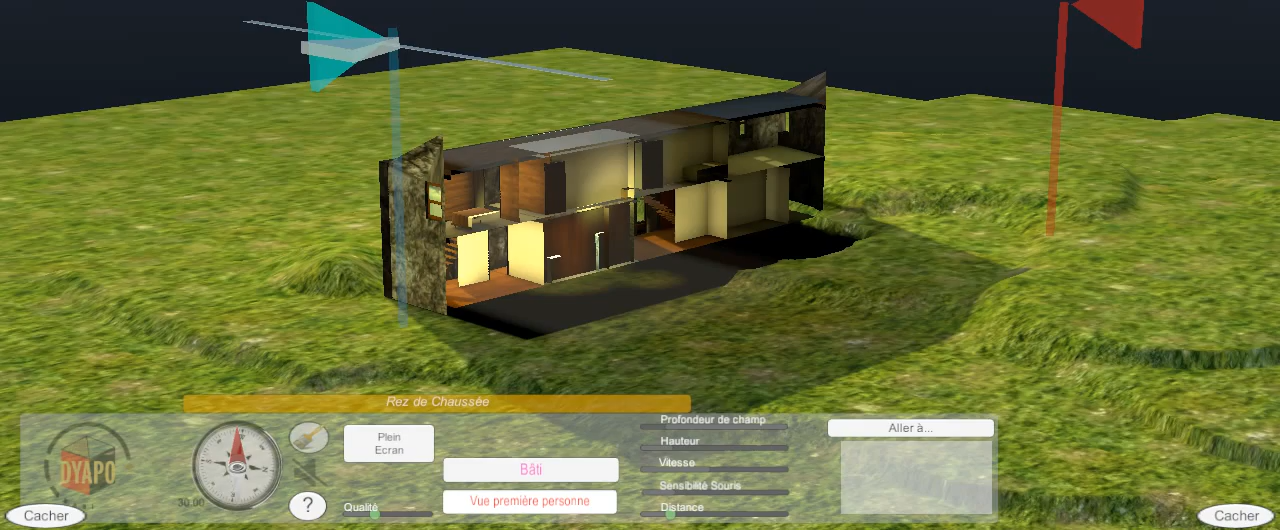 Rez de Chaussée
DYAPO
30.00
Plein
Ecran
?
Qualité
Bâti
Vue première personne
Profondeur de champ
Hauteur
Vitesse
Sensibilité Souris
Distance
Aller à...
Cacher
Cacher